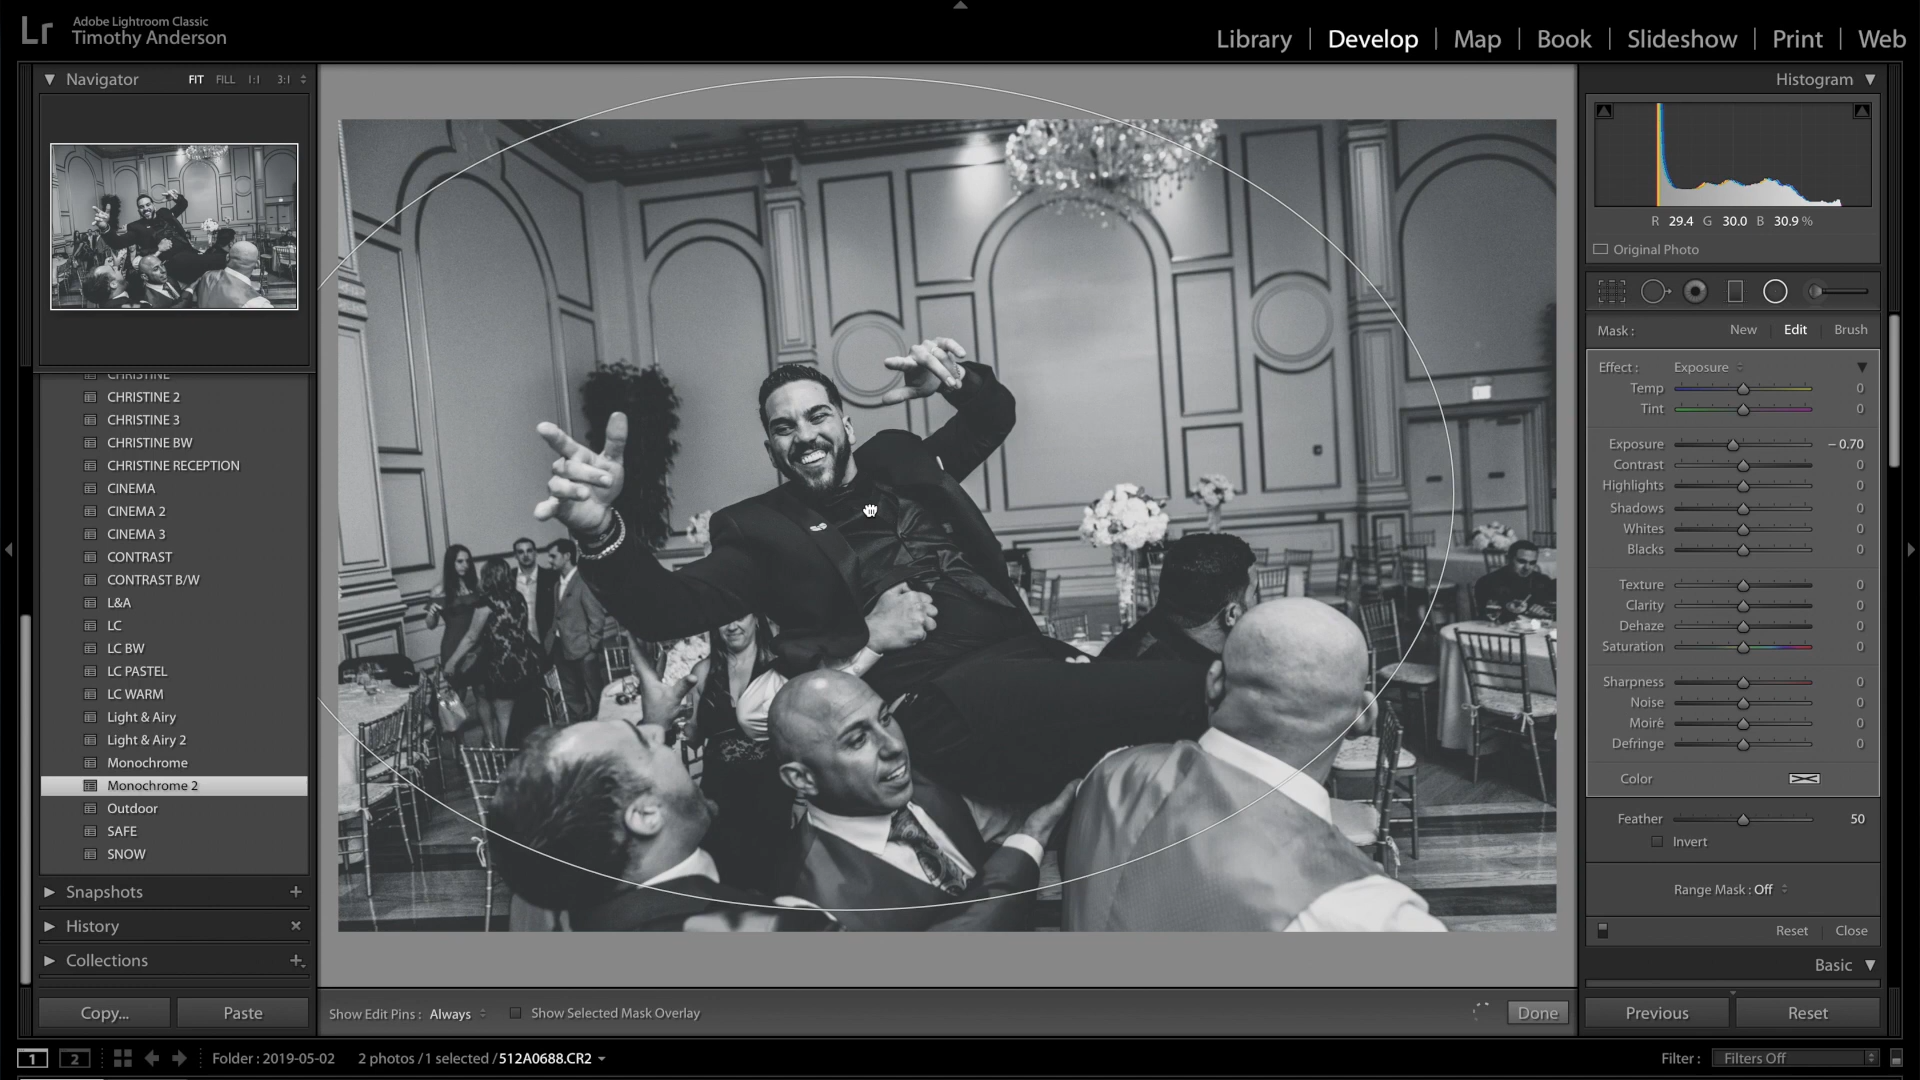 Lr
Adobe Lightroom Classic
Timothy Anderson
Library | Develop | Map | Book | Slideshow | Print | Web
Navigator FIT FILL 1:1 3:1
CHRISTINE
CHRISTINE 2
CHRISTINE 3
CHRISTINE BW
CHRISTINE RECEPTION
CINEMA
CINEMA 2
CINEMA 3
CONTRAST
CONTRAST B/W
L&A
LC
LC BW
LC PASTEL
LC WARM
Light & Airy
Light & Airy 2
Monochrome
Monochrome 2
Outdoor
SAFE
SNOW
Snapshots +
History ×
Collections +
Copy... Paste
Show Edit Pins : Always Show Selected Mask Overlay Done
Histogram
R 29.4 G 30.0 B 30.9 %
Original Photo
Mask : New Edit Brush
Effect : Exposure
Temp 0
Tint 0
Exposure – 0.70
Contrast 0
Highlights 0
Shadows 0
Whites 0
Blacks 0
Texture 0
Clarity 0
Dehaze 0
Saturation 0
Sharpness 0
Noise 0
Moiré 0
Defringe 0
Color
Feather 50
Invert
Range Mask : Off
Reset Close
Basic
Previous Reset
1 2 Folder : 2019-05-02 2 photos / 1 selected / 512A0688.CR2 Filter : Filters Off